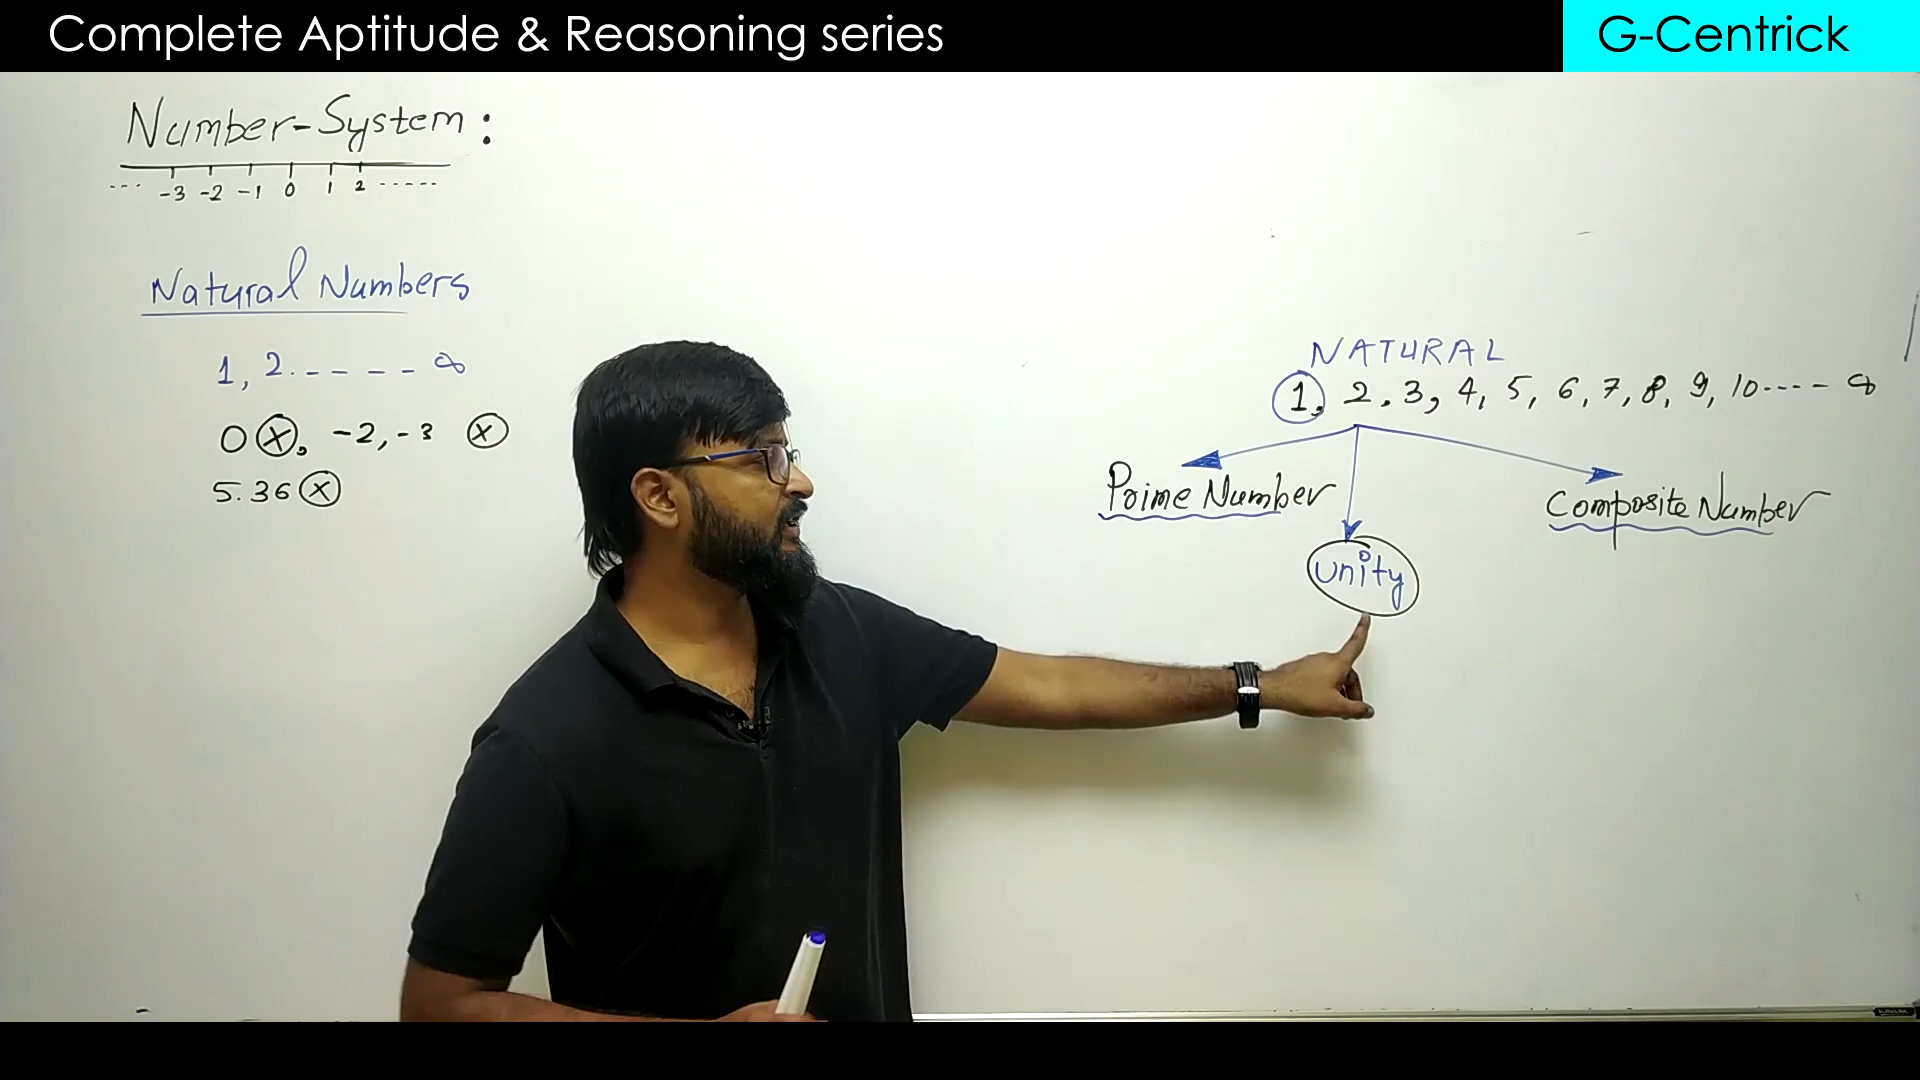 Complete Aptitude & Reasoning series
G-Centrick
Number-System:
--- -3 -2 -1 0 1 2 -----
Natural Numbers
1, 2.----- ∞
0 ⓧ, -2, -3 ⓧ
5.36 ⓧ
NATURAL
1, 2, 3, 4, 5, 6, 7, 8, 9, 10---- ∞
Prime Number
Composite Number
Unity